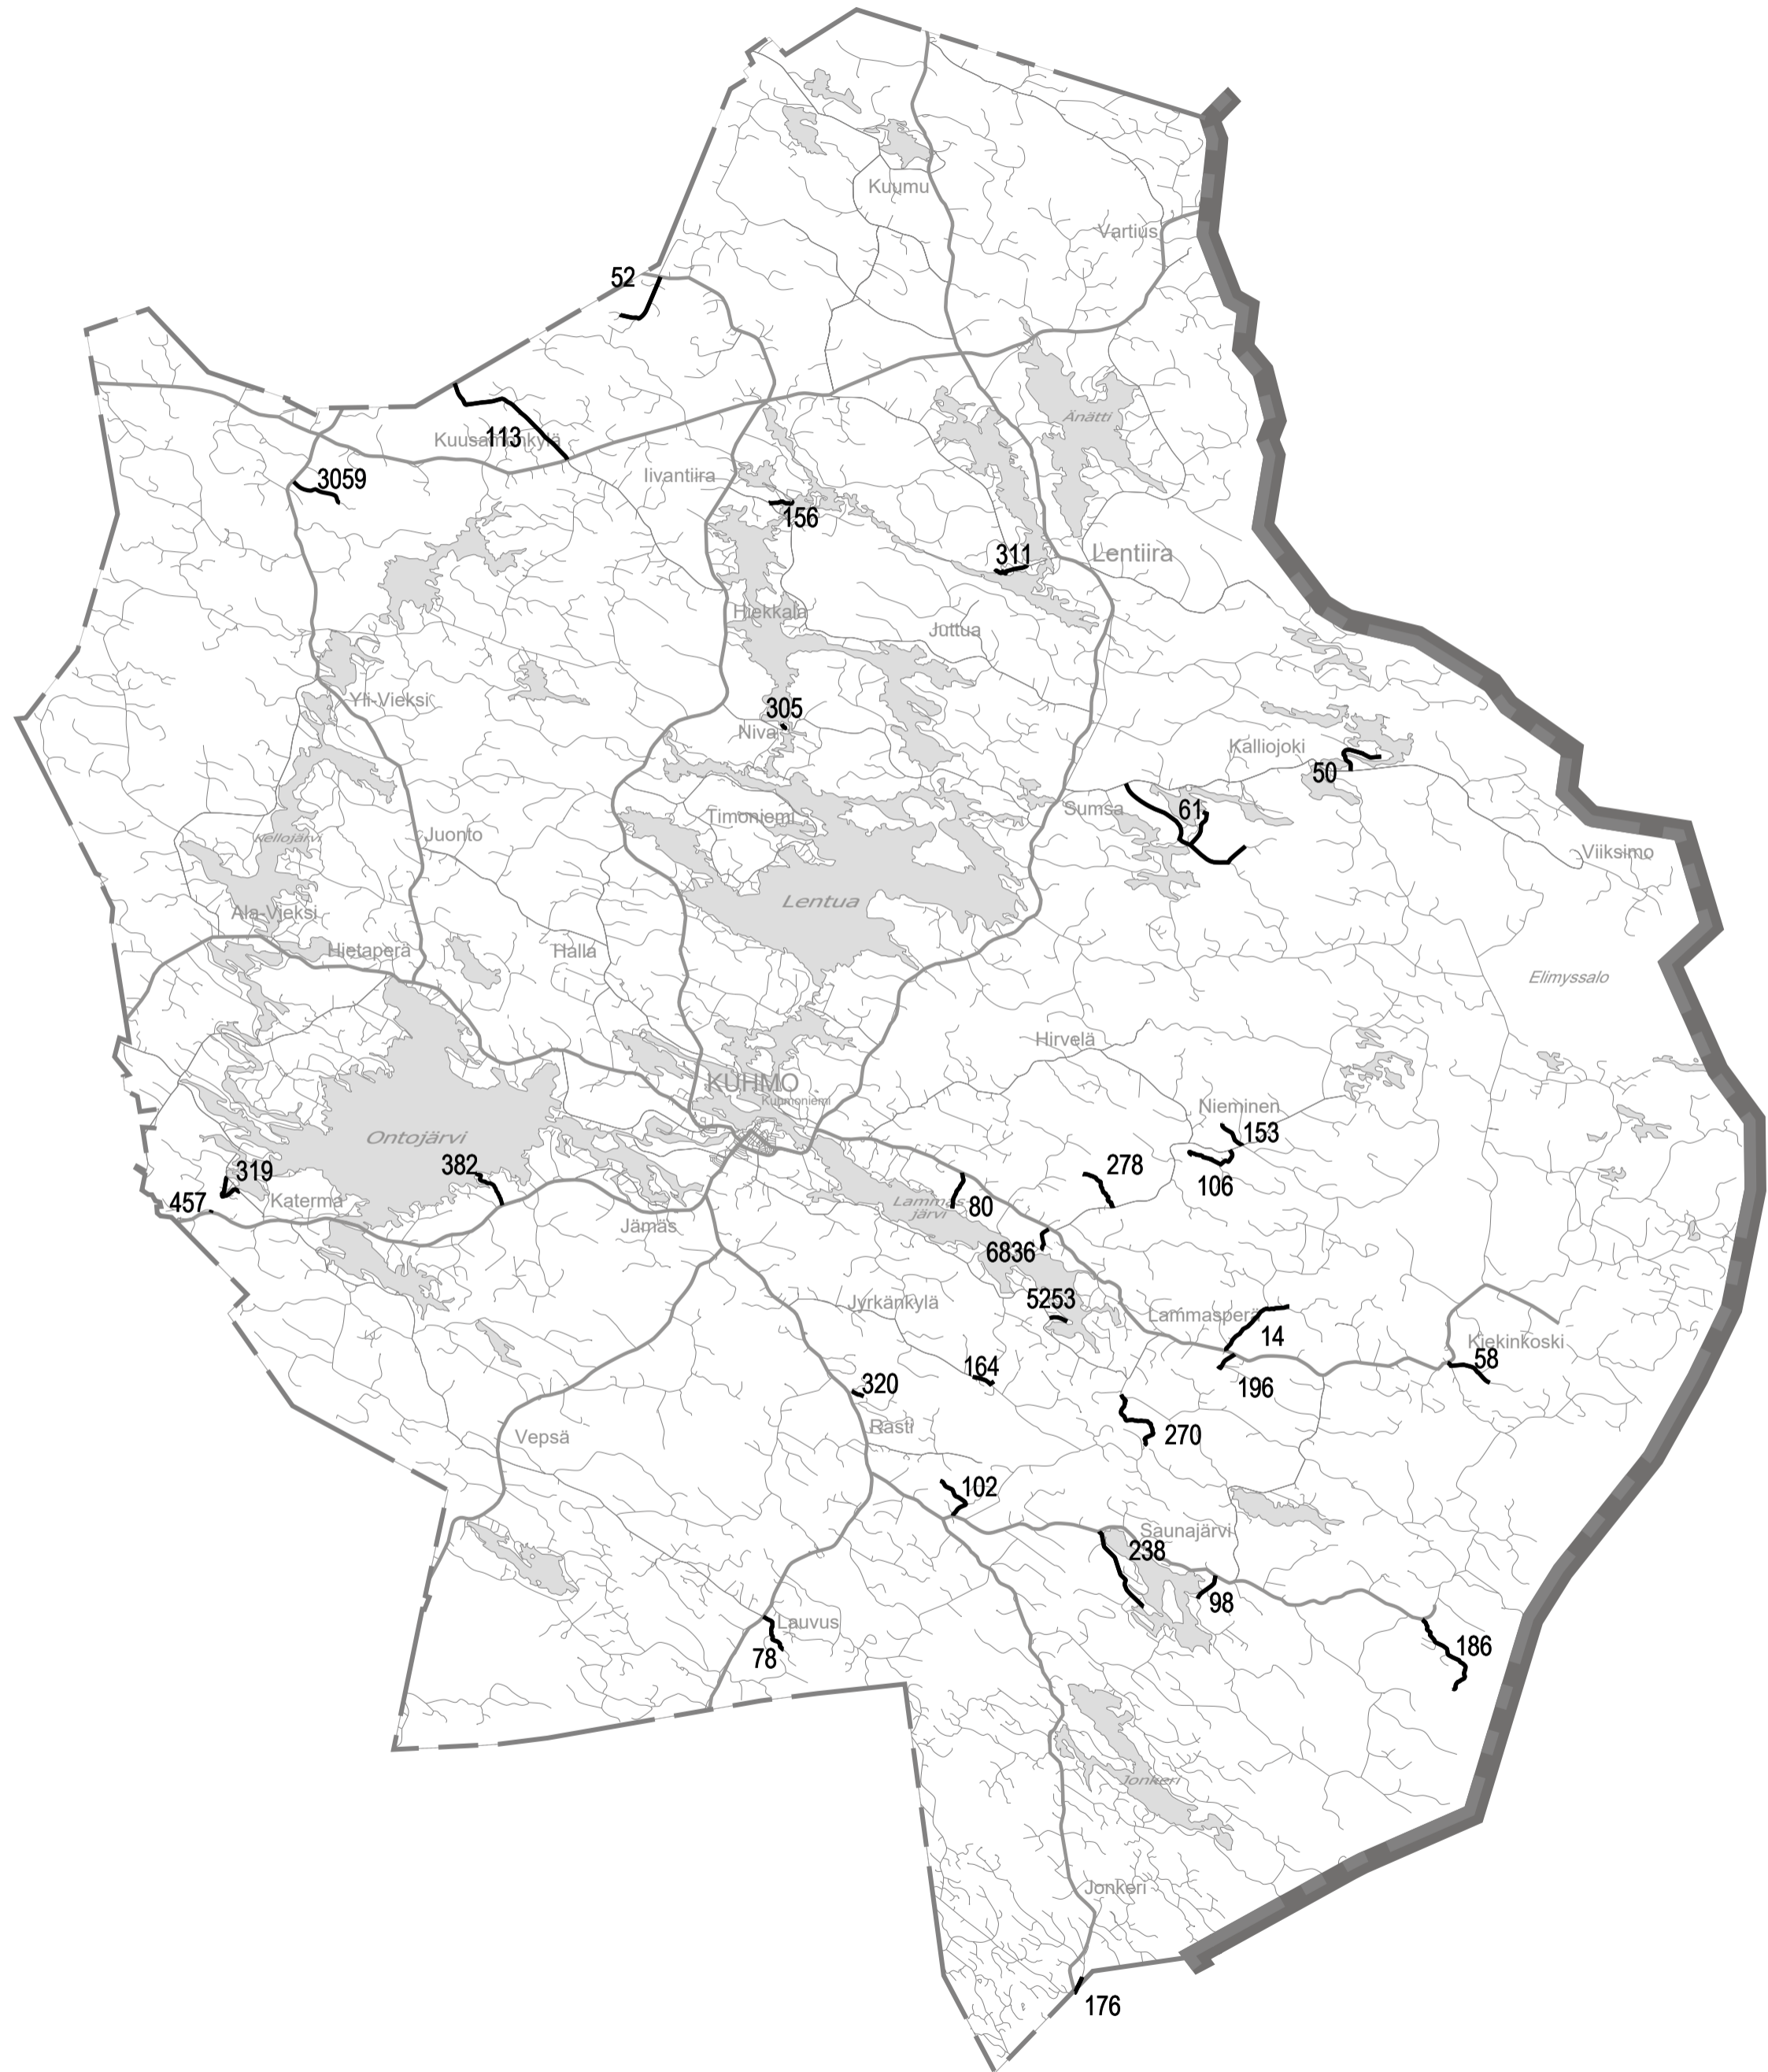 Kuumu
Vartius
52
Änätti
113
Kuusamonkylä
3059
Iivantiira
156
311
Lentiira
Hiekkala
Juttua
Yli-Vieksi
305
Niva
Kalliojoki
50
61
Sumsa
Timoniemi
Juonto
Kellojärvi
Viiksimo
Lentua
Ala-Vieksi
Hietaperä
Halla
Elimyssalo
Hirvelä
KUHMO
Kuhmoniemi
Nieminen
153
Ontojärvi
382
319
278
106
457
Katerma
Lammas-
järvi
80
Jämäs
6836
5253
Jyrkänkylä
Lammasperä
14
Kiekinkoski
58
164
320
196
Rasti
270
Vepsä
102
Saunajärvi
238
98
Lauvus
78
186
Jonkeri
Jonkeri
176